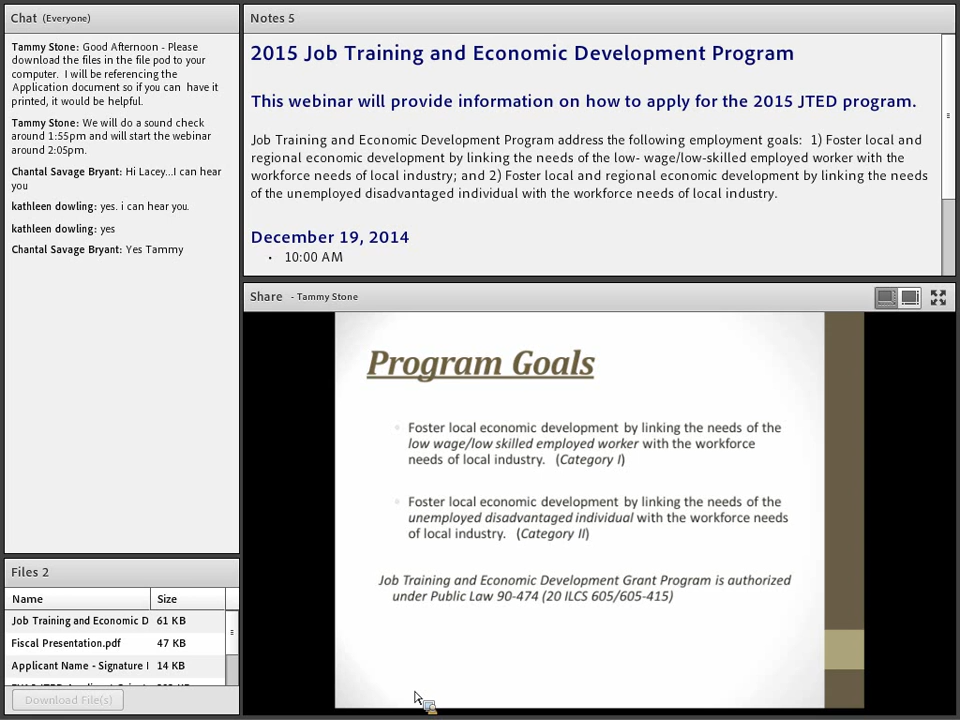 Chat (Everyone)
Tammy Stone: Good Afternoon - Please
download the files in the file pod to your
computer. I will be referencing the
Application document so if you can have it
printed, it would be helpful.
Tammy Stone: We will do a sound check
around 1:55pm and will start the webinar
around 2:05pm.
Chantal Savage Bryant: Hi Lacey...I can hear
you
kathleen dowling: yes. i can hear you.
kathleen dowling: yes
Chantal Savage Bryant: Yes Tammy
Files 2
Name Size
Job Training and Economic D 61 KB
Fiscal Presentation.pdf 47 KB
Applicant Name - Signature 14 KB
Download File(s)
Notes 5
2015 Job Training and Economic Development Program
This webinar will provide information on how to apply for the 2015 JTED program.
Job Training and Economic Development Program address the following employment goals: 1) Foster local and
regional economic development by linking the needs of the low- wage/low-skilled employed worker with the
workforce needs of local industry; and 2) Foster local and regional economic development by linking the needs
of the unemployed disadvantaged individual with the workforce needs of local industry.
December 19, 2014
• 10:00 AM
Share - Tammy Stone
Program Goals
• Foster local economic development by linking the needs of the
low wage/low skilled employed worker with the workforce
needs of local industry. (Category I)
• Foster local economic development by linking the needs of the
unemployed disadvantaged individual with the workforce needs
of local industry. (Category II)
Job Training and Economic Development Grant Program is authorized
under Public Law 90-474 (20 ILCS 605/605-415)